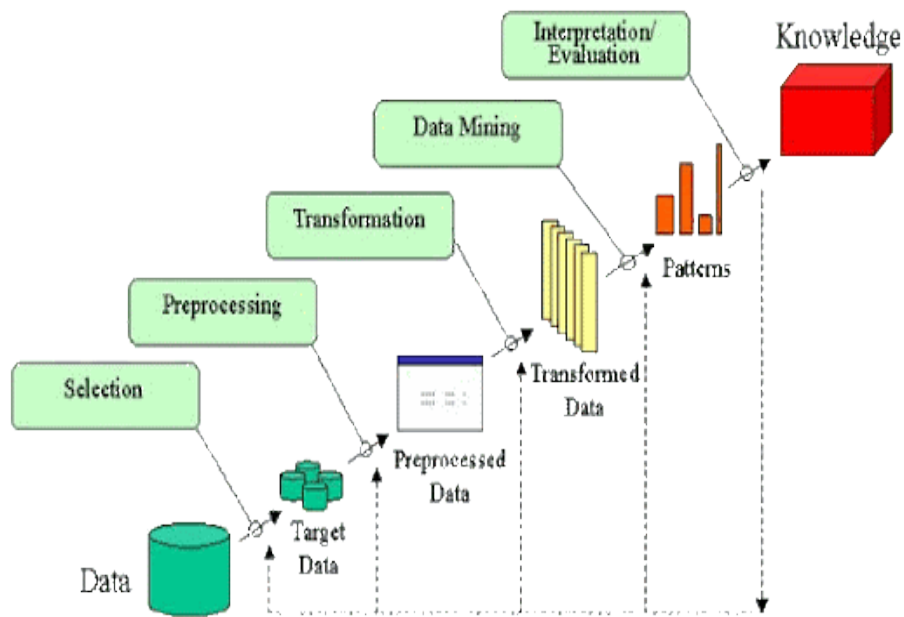 Interpretation/
Evaluation
Knowledge
Data Mining
Transformation
Patterns
Preprocessing
Transformed
Data
Selection
Preprocessed
Data
Target
Data
Data